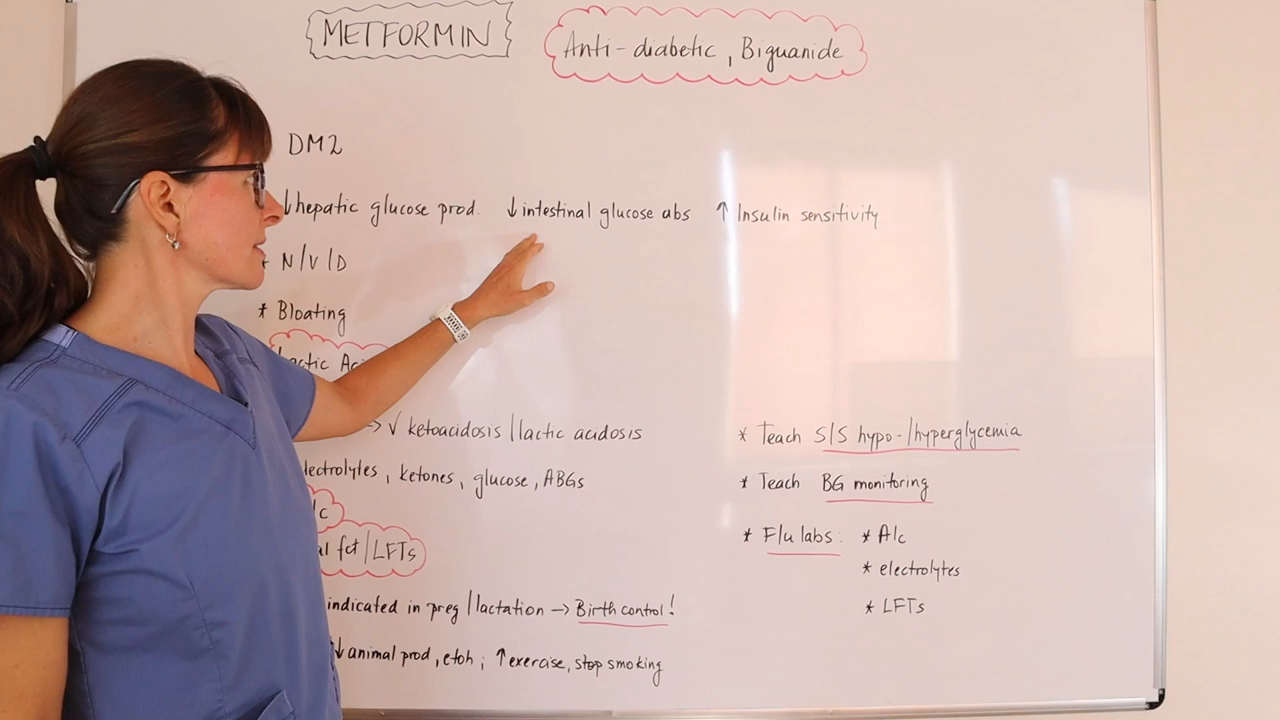 METFORMIN
Anti-diabetic, Biguanide
DM2
↓hepatic glucose prod. ↓intestinal glucose abs ↑ Insulin sensitivity
* N/V/D
* Bloating
→ √ ketoacidosis/lactic acidosis
, ketones, glucose, ABGs
fct/LFTs
indicated in preg/lactation → Birth control!
↓animal prod, etoh; ↑exercise, stop smoking
* Teach S/S hypo-/hyperglycemia
* Teach BG monitoring
* F/u labs: * A1c
* electrolytes
* LFTs